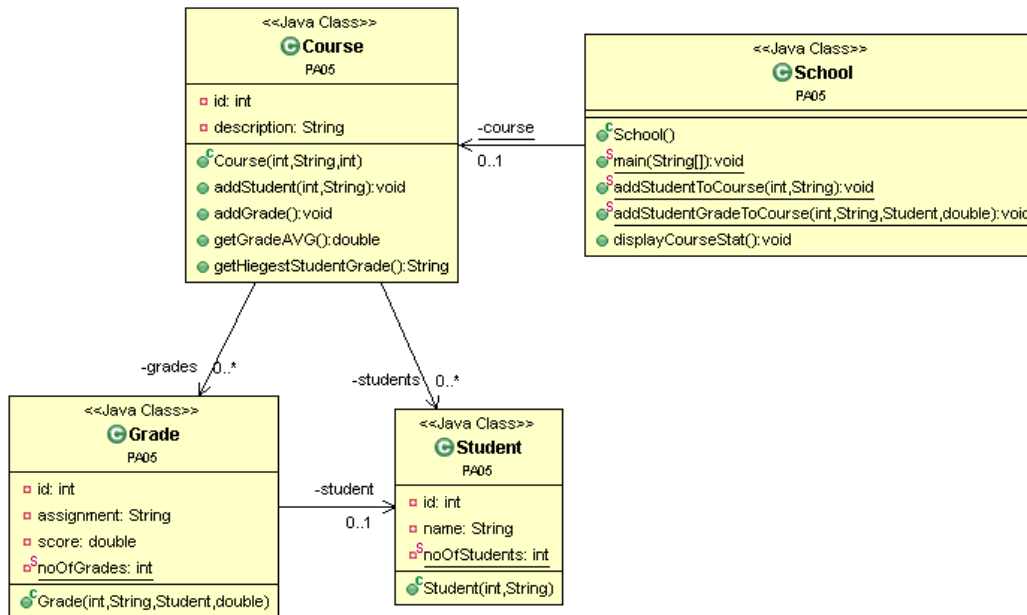 <<Java Class>>
Course
PA05
id: int
description: String
Course(int,String,int)
addStudent(int,String):void
addGrade():void
getGradeAVG():double
getHiegestStudentGrade():String
<<Java Class>>
School
PA05
School()
main(String[]):void
addStudentToCourse(int,String):void
addStudentGradeToCourse(int,String,Student,double):void
displayCourseStat():void
-course
0..1
-grades
0..*
-students
0..*
<<Java Class>>
Grade
PA05
id: int
assignment: String
score: double
noOfGrades: int
Grade(int,String,Student,double)
-student
0..1
<<Java Class>>
Student
PA05
id: int
name: String
noOfStudents: int
Student(int,String)